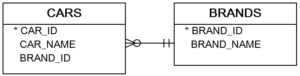 CARS
* CAR_ID
CAR_NAME
BRAND_ID
BRANDS
* BRAND_ID
BRAND_NAME